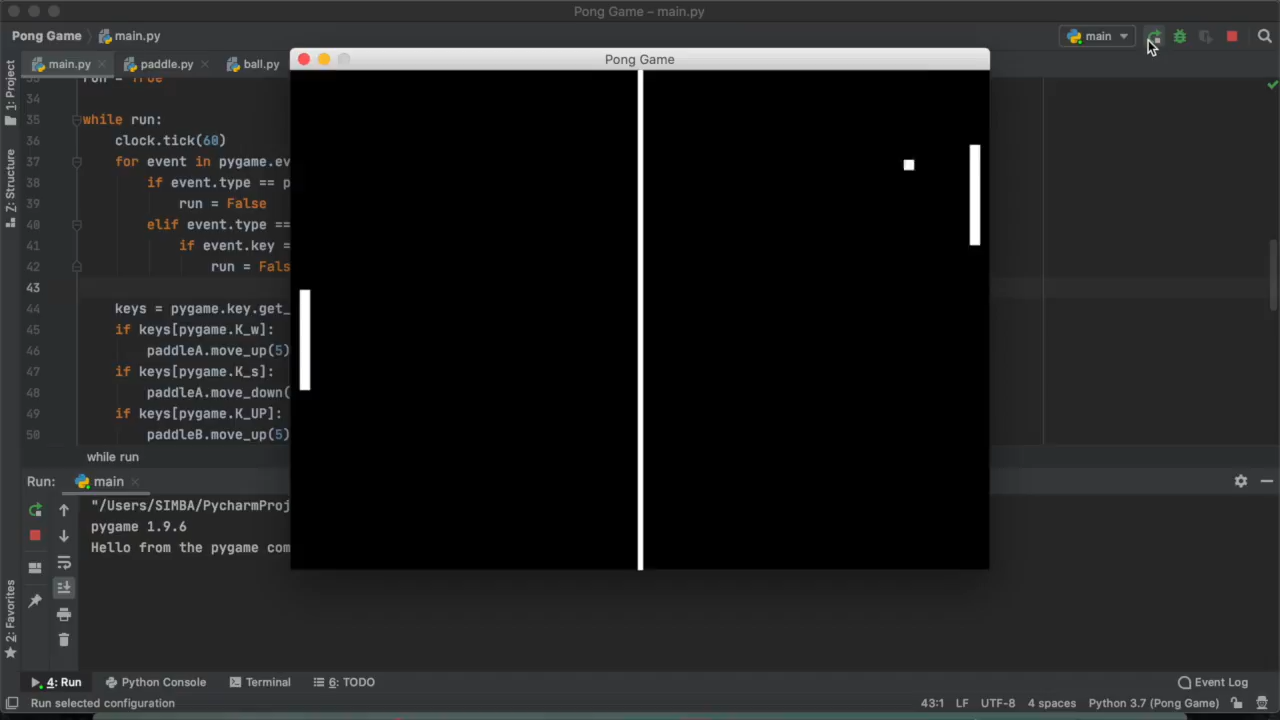 Pong Game – main.py
Pong Game
main.py
main
main.py
paddle.py
ball.py
Pong Game
1: Project
Z: Structure
2: Favorites
34
35
while run:
36
clock.tick(60)
37
for event in pygame.ev
38
if event.type == p
39
run = False
40
elif event.type ==
41
if event.key =
42
run = Fals
43
44
keys = pygame.key.get_
45
if keys[pygame.K_w]:
46
paddleA.move_up(5)
47
if keys[pygame.K_s]:
48
paddleA.move_down(
49
if keys[pygame.K_UP]:
50
paddleB.move_up(5)
while run
Run:
main
"/Users/SIMBA/PycharmProj
pygame 1.9.6
Hello from the pygame com
4: Run
Python Console
Terminal
6: TODO
Event Log
Run selected configuration
43:1
LF
UTF-8
4 spaces
Python 3.7 (Pong Game)